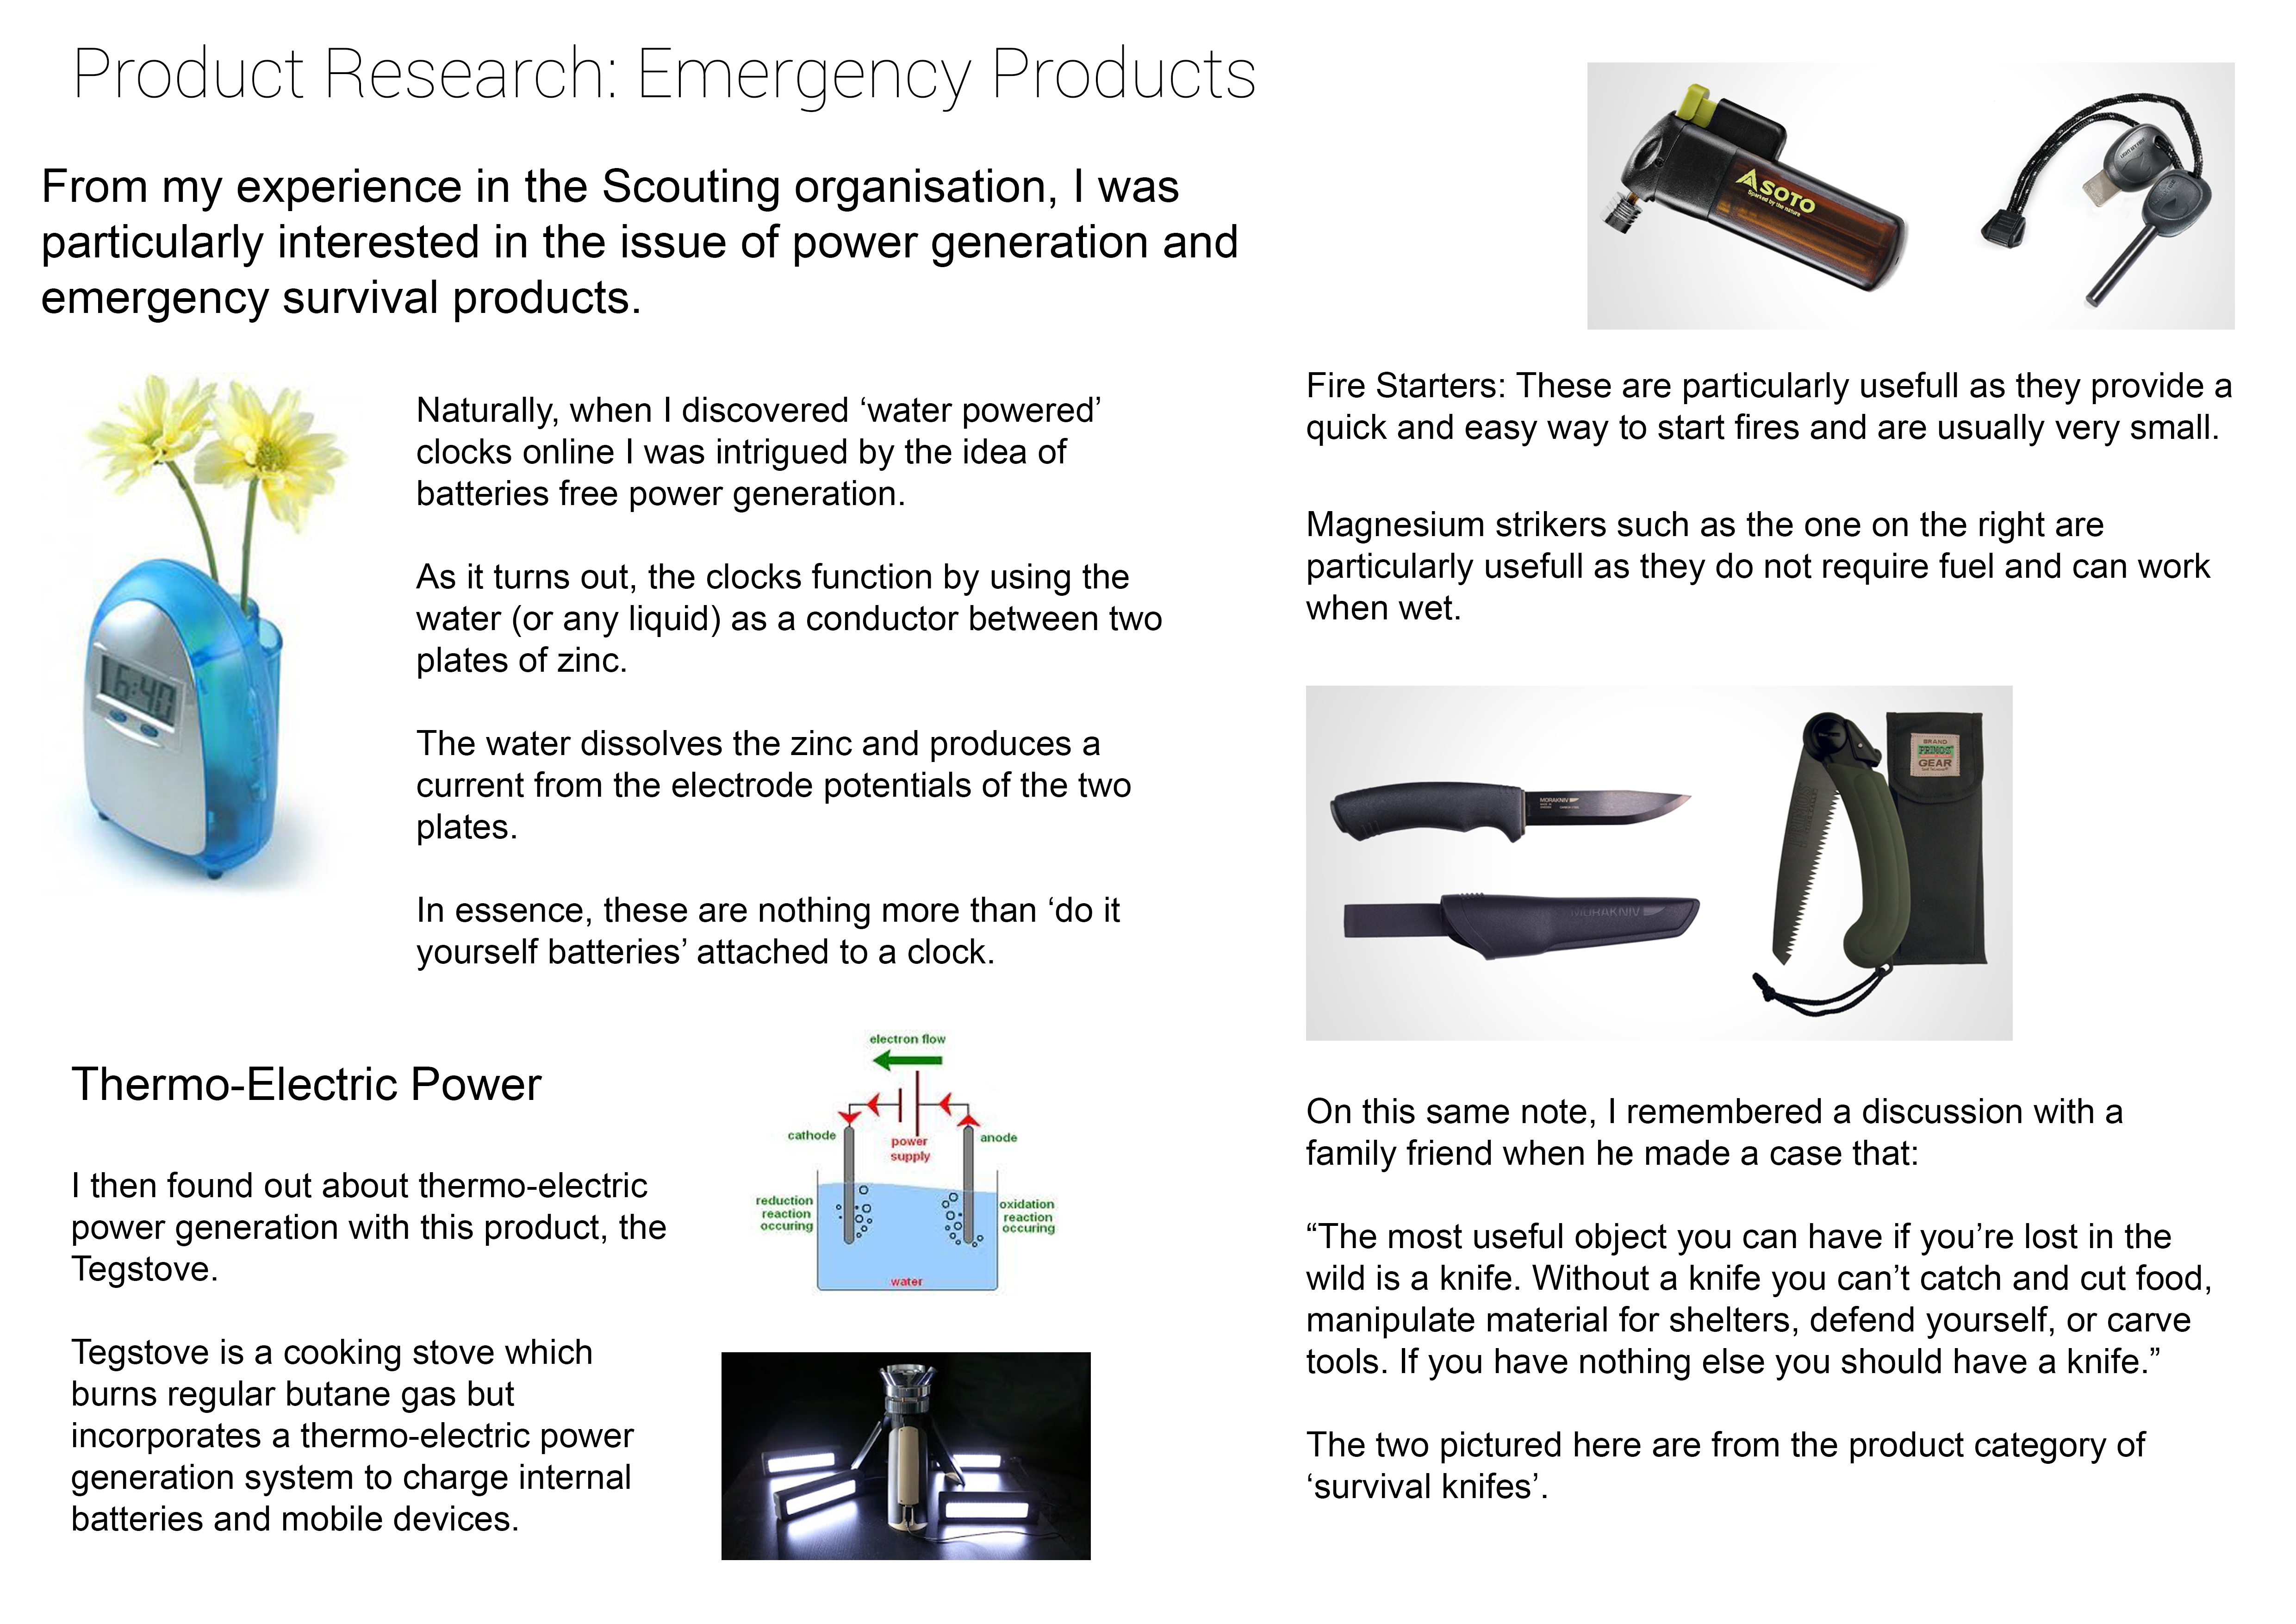 Product Research: Emergency Products
From my experience in the Scouting organisation, I was
particularly interested in the issue of power generation and
emergency survival products.
6:40
Naturally, when I discovered ‘water powered’
clocks online I was intrigued by the idea of
batteries free power generation.
As it turns out, the clocks function by using the
water (or any liquid) as a conductor between two
plates of zinc.
The water dissolves the zinc and produces a
current from the electrode potentials of the two
plates.
In essence, these are nothing more than ‘do it
yourself batteries’ attached to a clock.
Thermo-Electric Power
I then found out about thermo-electric
power generation with this product, the
Tegstove.
Tegstove is a cooking stove which
burns regular butane gas but
incorporates a thermo-electric power
generation system to charge internal
batteries and mobile devices.
electron flow
cathode
power
supply
anode
reduction
reaction
occuring
oxidation
reaction
occuring
water
SOTO
Sparked by the nature
Fire Starters: These are particularly usefull as they provide a
quick and easy way to start fires and are usually very small.
Magnesium strikers such as the one on the right are
particularly usefull as they do not require fuel and can work
when wet.
MORAKNIV
MORAKNIV
BRAND
PRIMOS
GEAR
On this same note, I remembered a discussion with a
family friend when he made a case that:
“The most useful object you can have if you’re lost in the
wild is a knife. Without a knife you can’t catch and cut food,
manipulate material for shelters, defend yourself, or carve
tools. If you have nothing else you should have a knife.”
The two pictured here are from the product category of
‘survival knifes’.